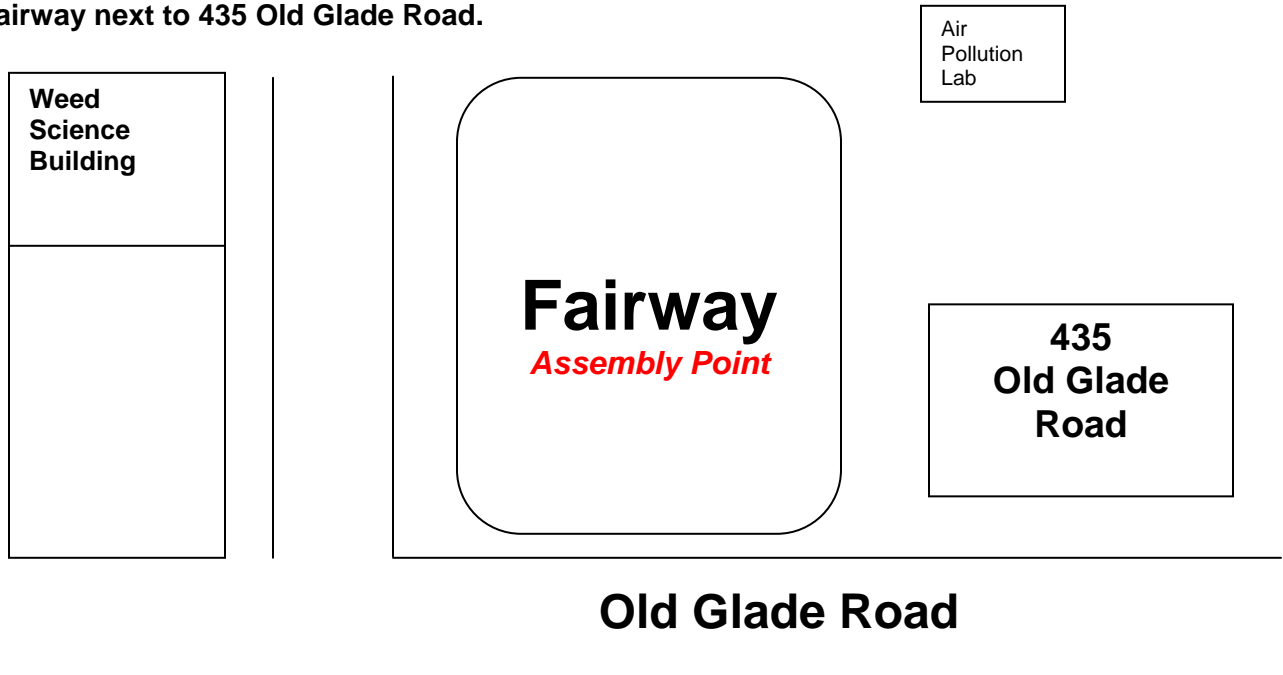 airway next to 435 Old Glade Road.
Air
Pollution
Lab
Weed
Science
Building
Fairway
Assembly Point
435
Old Glade
Road
Old Glade Road